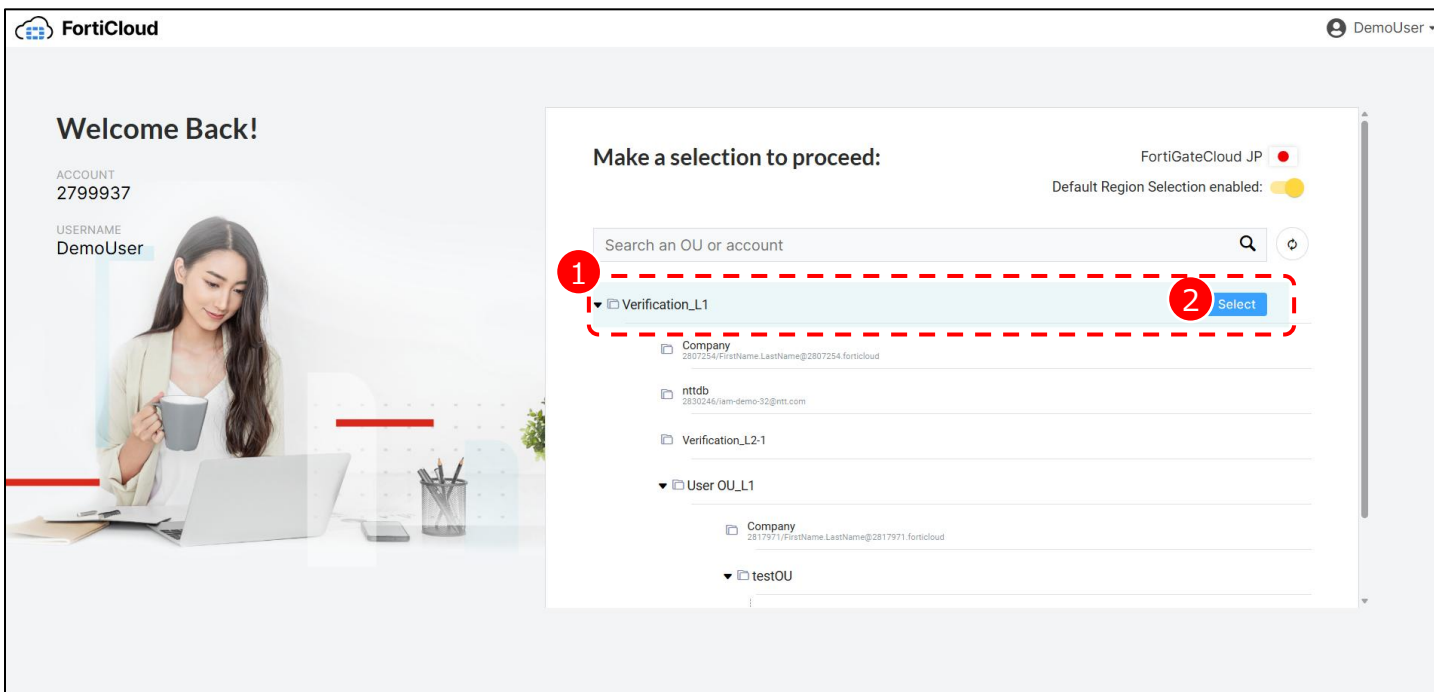 FortiCloud
DemoUser
Welcome Back!
ACCOUNT
2799937
USERNAME
DemoUser
Make a selection to proceed:
FortiGateCloud JP
Default Region Selection enabled:
Search an OU or account
1
Verification_L1
2
Select
Company
2807254/FirstName.LastName@2807254.forticloud
nttdb
2830246/iam-demo-32@ntt.com
Verification_L2-1
User OU_L1
Company
2817971/FirstName.LastName@2817971.forticloud
testOU